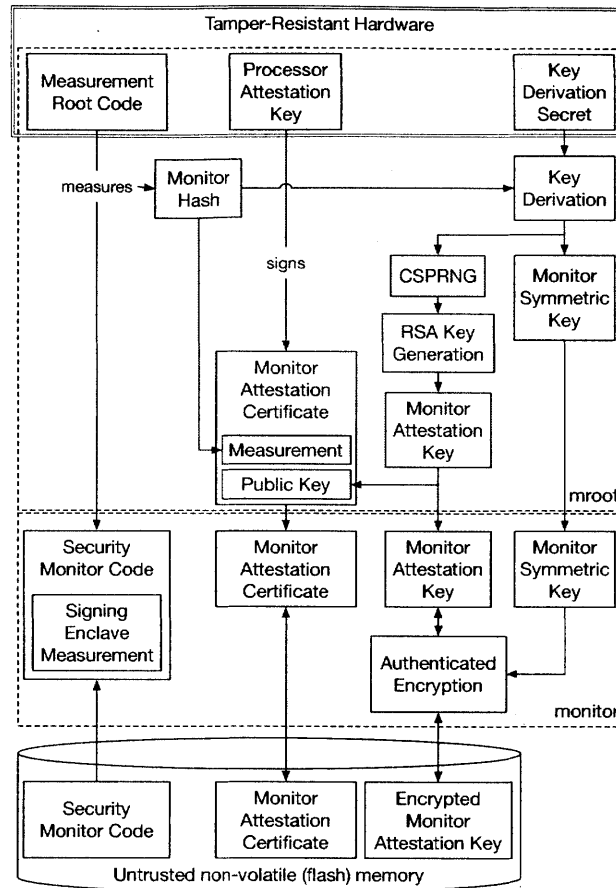 Tamper-Resistant Hardware
Measurement
Root Code
Processor
Attestation
Key
Key
Derivation
Secret
measures
Monitor
Hash
Key
Derivation
signs
CSPRNG
Monitor
Symmetric
Key
RSA Key
Generation
Monitor
Attestation
Certificate
Measurement
Public Key
Monitor
Attestation
Key
mroot
Security
Monitor Code
Signing
Enclave
Measurement
Monitor
Attestation
Certificate
Monitor
Attestation
Key
Monitor
Symmetric
Key
Authenticated
Encryption
monitor
Security
Monitor Code
Monitor
Attestation
Certificate
Encrypted
Monitor
Attestation Key
Untrusted non-volatile (flash) memory